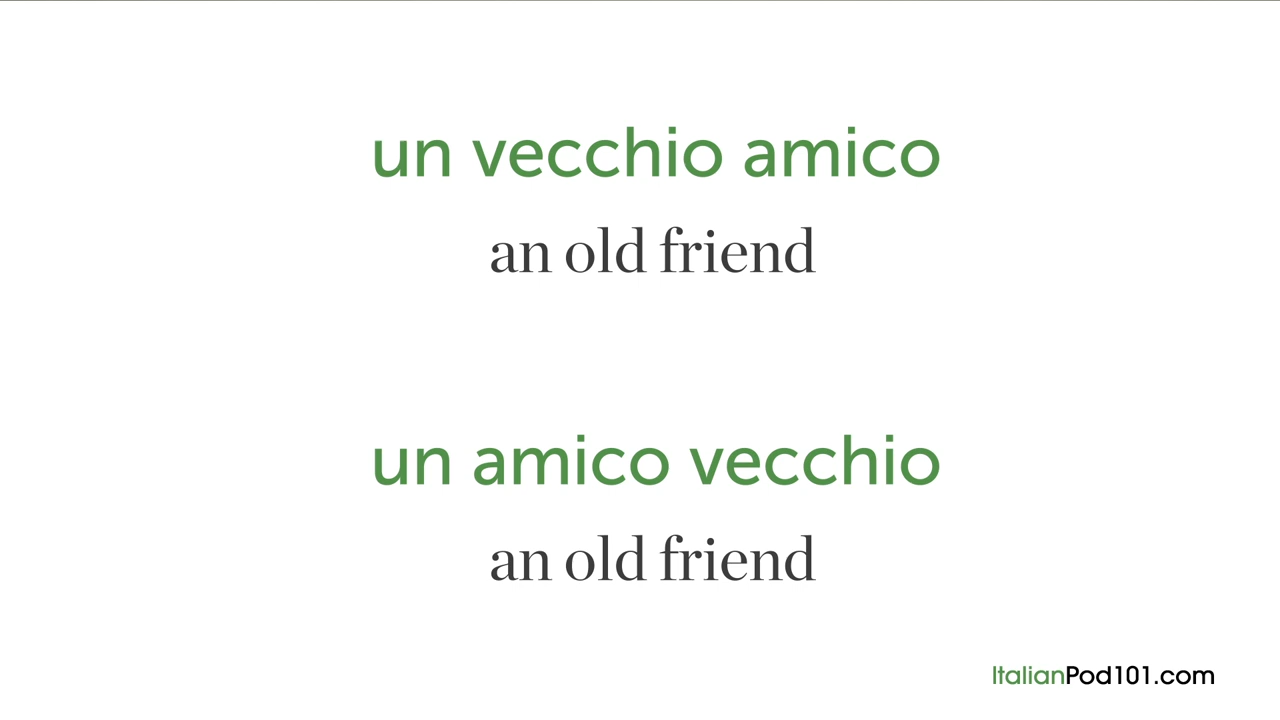 un vecchio amico
an old friend
un amico vecchio
an old friend
ItalianPod101.com